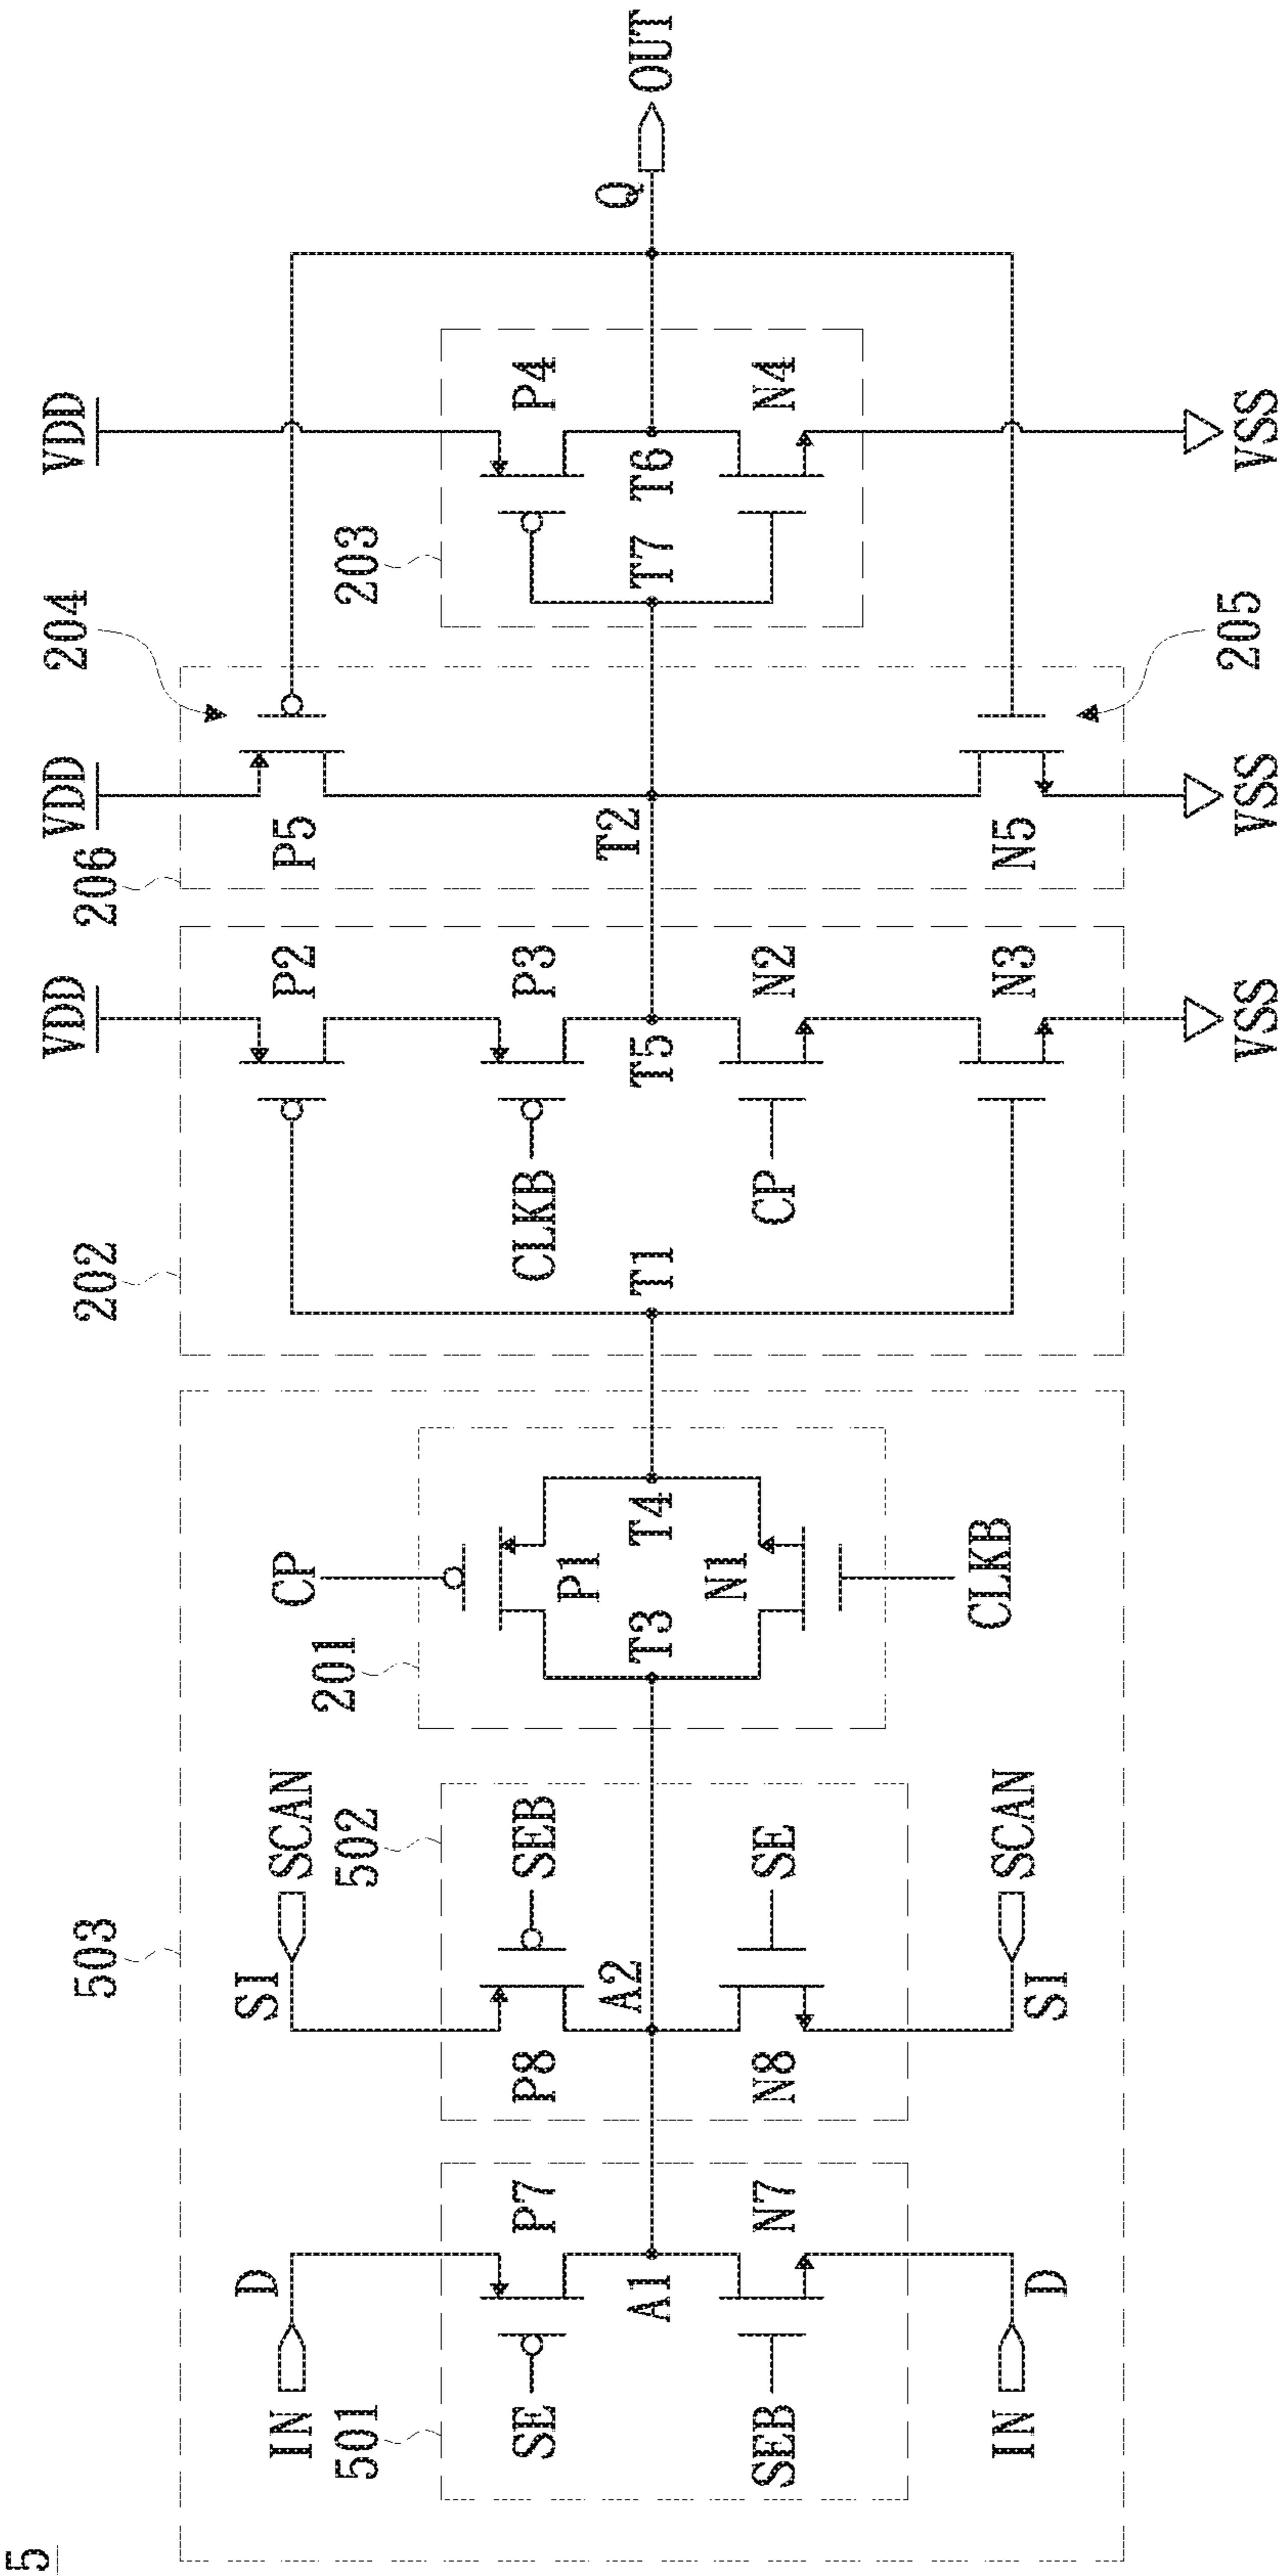 5
503
IN
D
SE
501
P7
A1
SEB
N7
IN
D
SCAN
SI
SEB
502
P8
A2
SE
N8
SCAN
SI
CP
201
P1
T3
T4
N1
CLKB
202
VDD
P2
P3
CLKB
T1
T5
CP
N2
N3
VSS
206
VDD
204
P5
T2
N5
205
VSS
VDD
203
P4
T7
T6
N4
VSS
Q
OUT